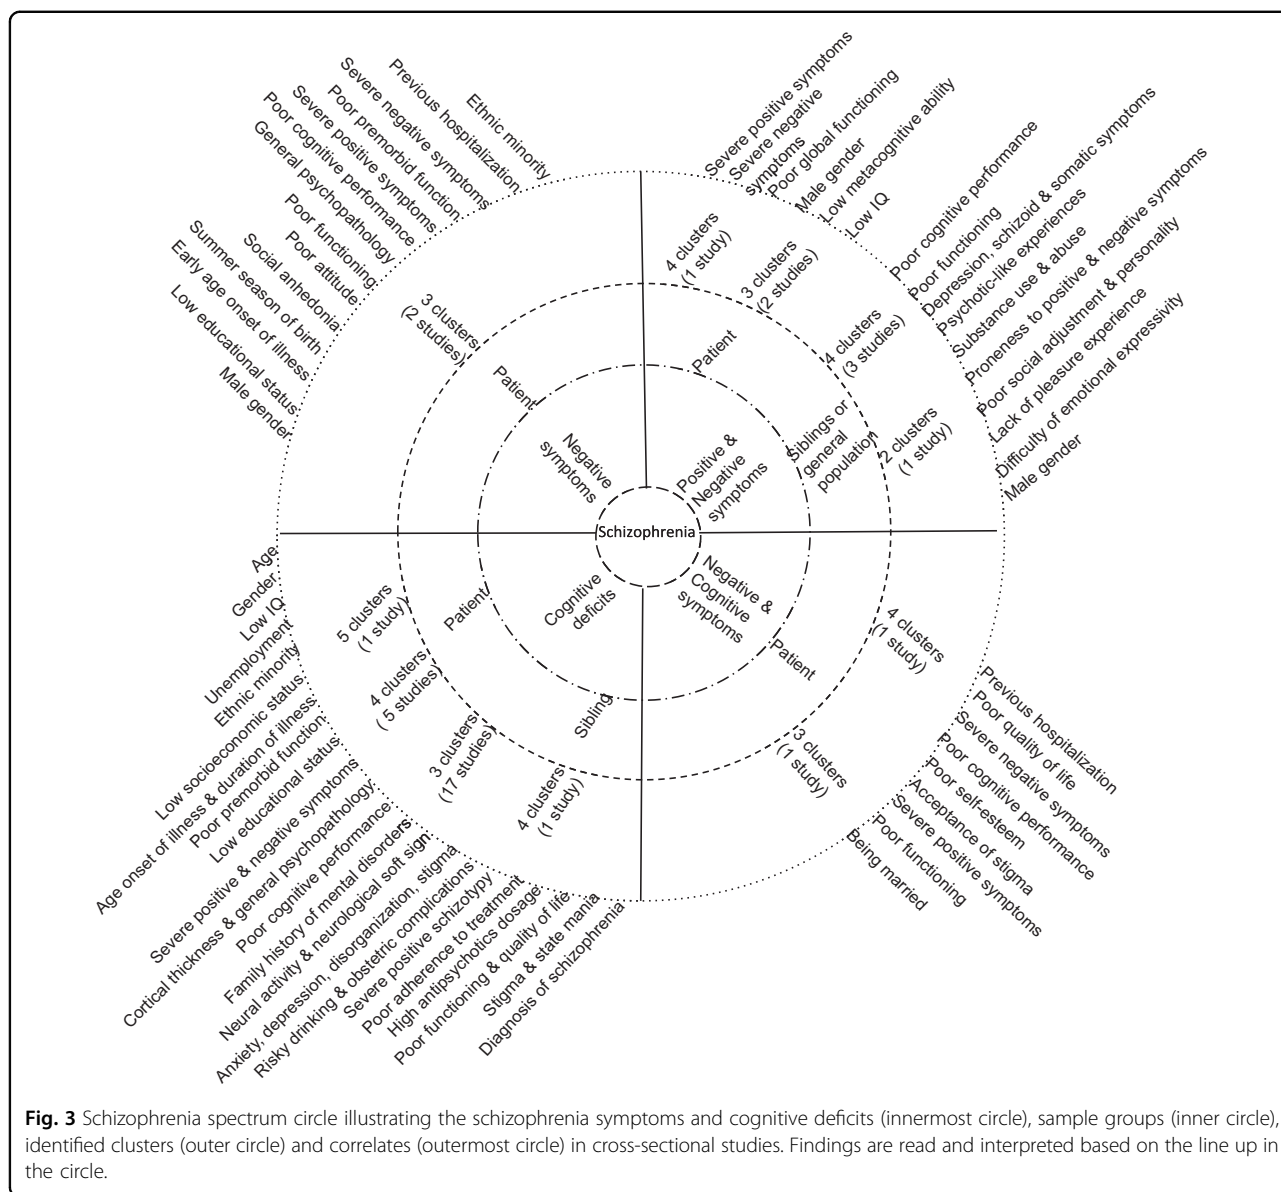 Severe positive symptoms
Severe negative
symptoms
Poor global functioning
Male gender
Low metacognitive ability
Low IQ
Poor cognitive performance
Poor functioning
Depression, schizoid & somatic symptoms
Psychotic-like experiences
Substance use & abuse
Proneness to positive & negative symptoms
Poor social adjustment & personality
Lack of pleasure experience
Difficulty of emotional expressivity
Male gender
4 clusters
(1 study)
3 clusters
(2 studies)
4 clusters
(3 studies)
2 clusters
(1 study)
Patient
Siblings or
general
population
Positive &
Negative
symptoms
Ethnic minority
Previous hospitalization
Severe negative symptoms
Poor premorbid function
Severe positive symptoms
Poor cognitive performance
General psychopathology
Poor functioning
Poor attitude
Social anhedonia
Summer season of birth
Early age onset of illness
Low educational status
Male gender
3 clusters
(2 studies)
Patient
Negative
symptoms
Schizophrenia
Age
Gender
Low IQ
Unemployment
Ethnic minority
Low socioeconomic status
Age onset of illness & duration of illness
Poor premorbid function
Low educational status
Severe positive & negative symptoms
Cortical thickness & general psychopathology
Poor cognitive performance
Family history of mental disorders
Neural activity & neurological soft sign
Anxiety, depression, disorganization, stigma
Risky drinking & obstetric complications
Severe positive schizotypy
Poor adherence to treatment
High antipsychotics dosage
Poor functioning & quality of life
Stigma & state mania
Diagnosis of schizophrenia
5 clusters
(1 study)
4 clusters
( 5 studies)
3 clusters
(17 studies)
4 clusters
(1 study)
Patient
Sibling
Cognitive
deficits
Negative &
Cognitive
symptoms
Patient
4 clusters
(1 study)
3 clusters
(1 study)
Previous hospitalization
Poor quality of life
Severe negative symptoms
Poor cognitive performance
Poor self-esteem
Acceptance of stigma
Severe positive symptoms
Poor functioning
Being married
Fig. 3 Schizophrenia spectrum circle illustrating the schizophrenia symptoms and cognitive deficits (innermost circle), sample groups (inner circle),
identified clusters (outer circle) and correlates (outermost circle) in cross-sectional studies. Findings are read and interpreted based on the line up in
the circle.